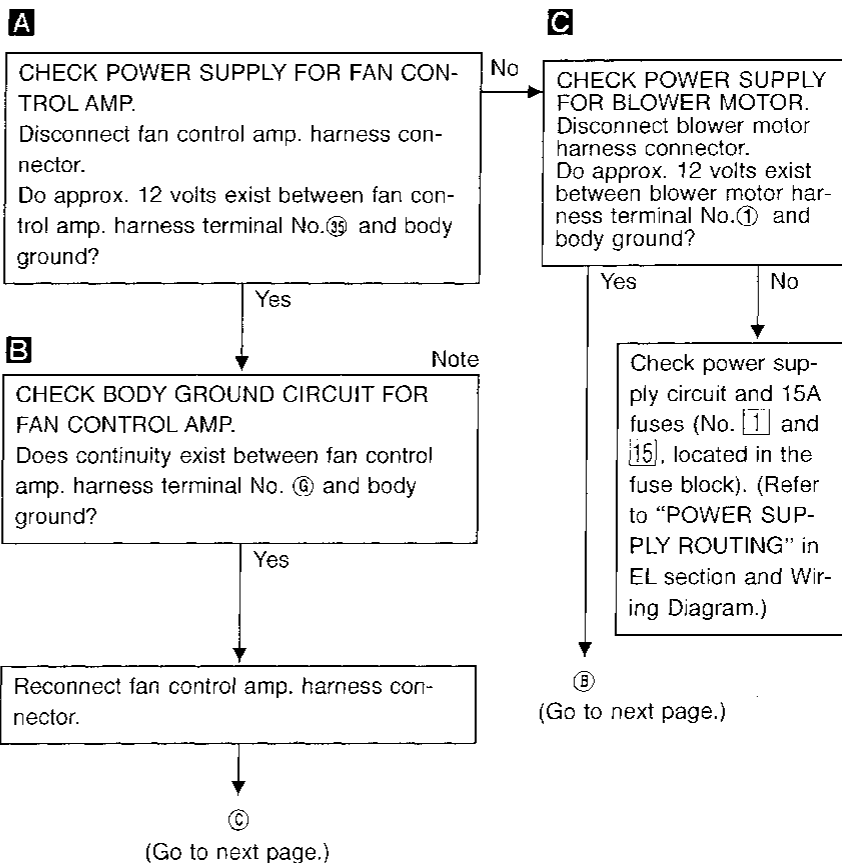 A
CHECK POWER SUPPLY FOR FAN CON-
TROL AMP.
Disconnect fan control amp. harness con-
nector.
Do approx. 12 volts exist between fan con-
trol amp. harness terminal No.㉟ and body
ground?
No
Yes
B
Note
CHECK BODY GROUND CIRCUIT FOR
FAN CONTROL AMP.
Does continuity exist between fan control
amp. harness terminal No. Ⓖ and body
ground?
Yes
Reconnect fan control amp. harness con-
nector.
Ⓒ
(Go to next page.)
C
CHECK POWER SUPPLY
FOR BLOWER MOTOR.
Disconnect blower motor
harness connector.
Do approx. 12 volts exist
between blower motor har-
ness terminal No.① and
body ground?
Yes
No
Check power sup-
ply circuit and 15A
fuses (No. 1 and
15, located in the
fuse block). (Refer
to “POWER SUP-
PLY ROUTING” in
EL section and Wir-
ing Diagram.)
Ⓑ
(Go to next page.)